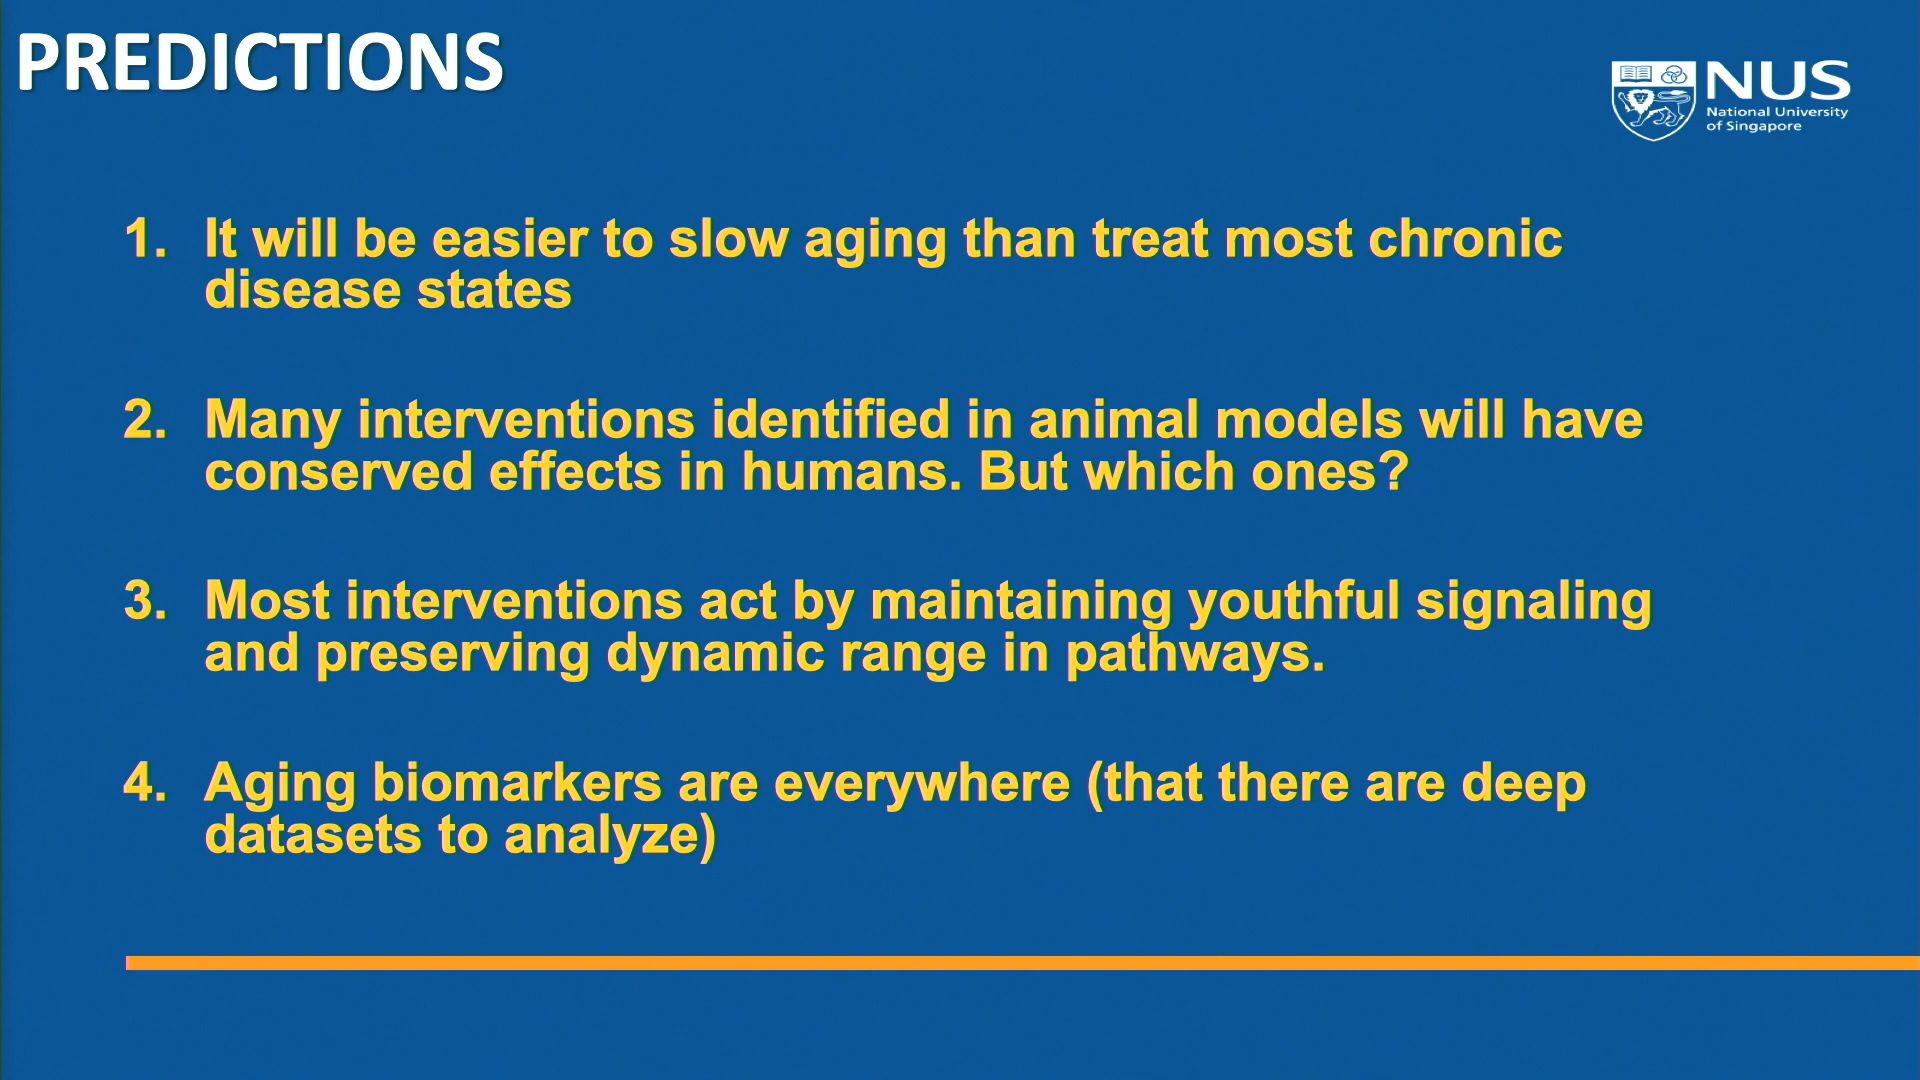 PREDICTIONS
NUS
National University
of Singapore
1. It will be easier to slow aging than treat most chronic
disease states
2. Many interventions identified in animal models will have
conserved effects in humans. But which ones?
3. Most interventions act by maintaining youthful signaling
and preserving dynamic range in pathways.
4. Aging biomarkers are everywhere (that there are deep
datasets to analyze)